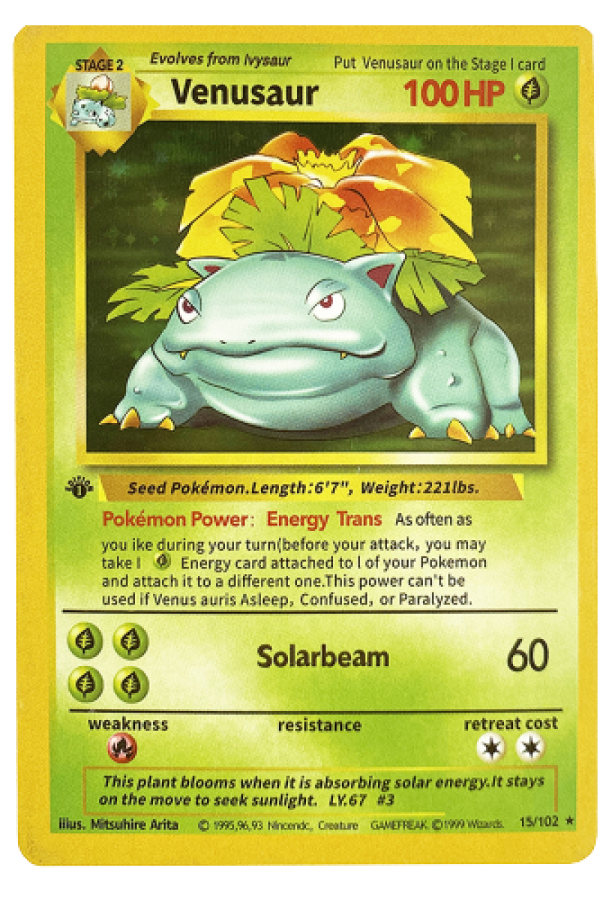 STAGE 2
Evolves from Ivysaur
Put Venusaur on the Stage l card
Venusaur
100 HP
1
Seed Pokémon.Length:6'7", Weight:221lbs.
Pokémon Power: Energy Trans As often as
you ike during your turn(before your attack, you may
take l Energy card attached to l of your Pokemon
and attach it to a different one.This power can't be
used if Venus auris Asleep, Confused, or Paralyzed.
Solarbeam
60
weakness
resistance
retreat cost
This plant blooms when it is absorbing solar energy.It stays
on the move to seek sunlight. LV.67 #3
liius. Mitsuhire Arita © 1995,96,93 Nincendc, Creature GAMEFREAK. ©1999 Wizards. 15/102 ★